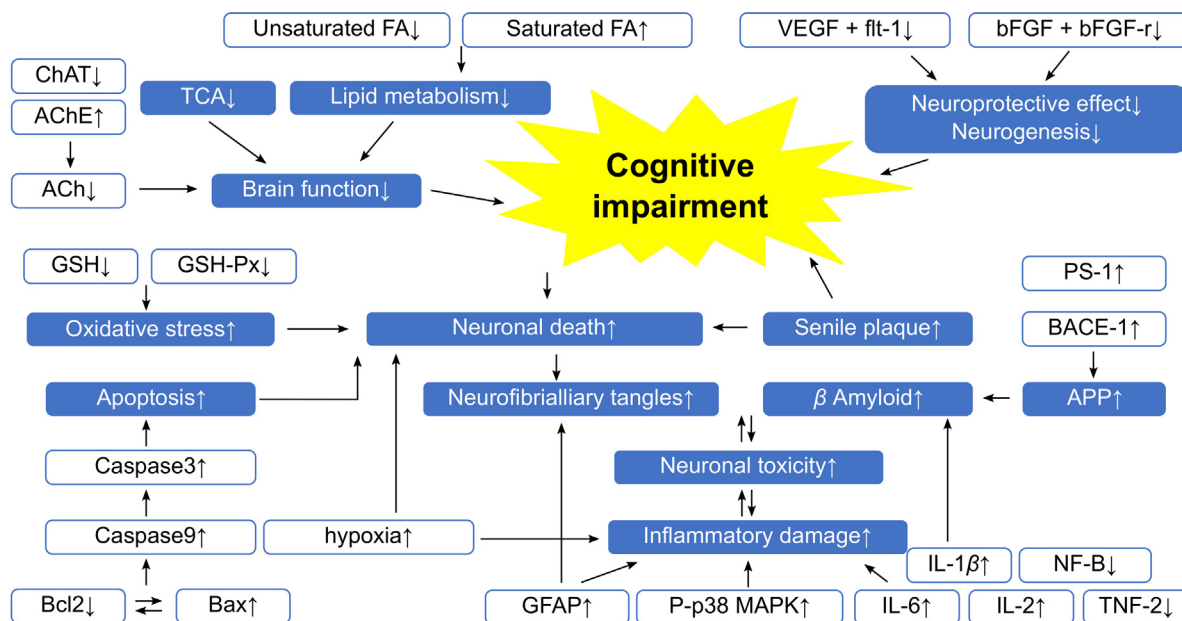 Unsaturated FA↓
Saturated FA↑
VEGF + flt-1↓
bFGF + bFGF-r↓
ChAT↓
TCA↓
Lipid metabolism↓
AChE↑
Neuroprotective effect↓
Neurogenesis↓
Cognitive
impairment
ACh↓
Brain function↓
GSH↓
GSH-Px↓
PS-1↑
Oxidative stress↑
Neuronal death↑
Senile plaque↑
BACE-1↑
Apoptosis↑
Neurofibrialliary tangles↑
β Amyloid↑
APP↑
Caspase3↑
Neuronal toxicity↑
Caspase9↑
hypoxia↑
Inflammatory damage↑
IL-1β↑
NF-B↓
Bcl2↓
Bax↑
GFAP↑
P-p38 MAPK↑
IL-6↑
IL-2↑
TNF-2↓